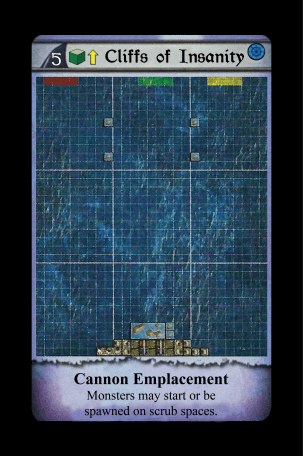 5 Cliffs of Insanity
Cannon Emplacement
Monsters may start or be
spawned on scrub spaces.